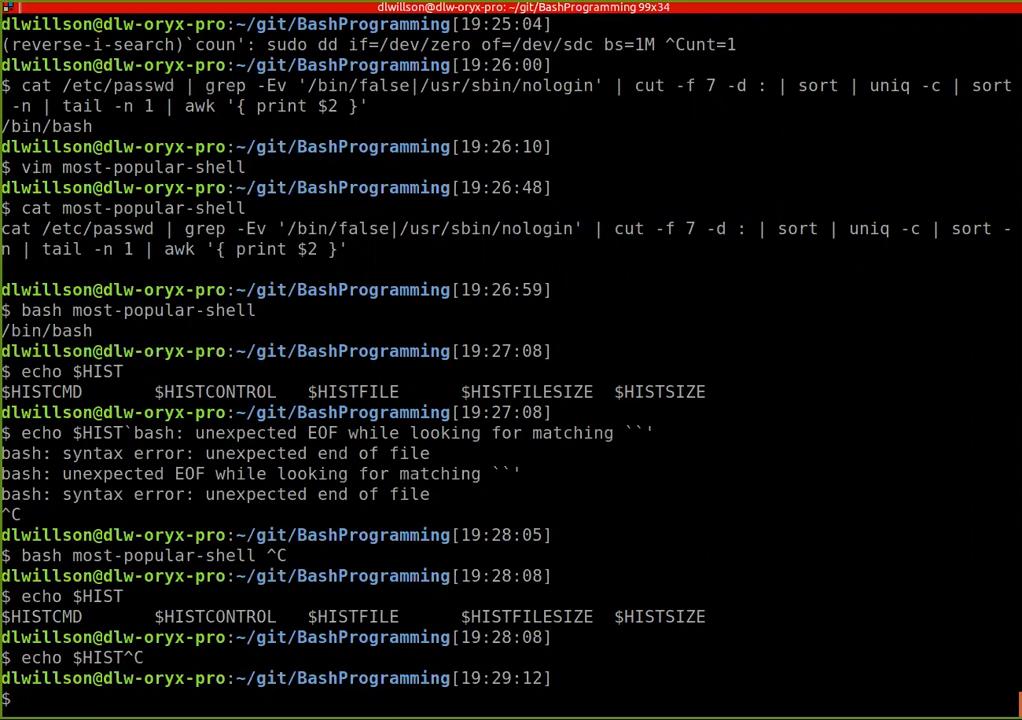 dlwillson@dlw-oryx-pro: ~/git/BashProgramming 99x34
dlwillson@dlw-oryx-pro:~/git/BashProgramming[19:25:04]
(reverse-i-search)`coun': sudo dd if=/dev/zero of=/dev/sdc bs=1M ^Cunt=1
dlwillson@dlw-oryx-pro:~/git/BashProgramming[19:26:00]
$ cat /etc/passwd | grep -Ev '/bin/false|/usr/sbin/nologin' | cut -f 7 -d : | sort | uniq -c | sort
 -n | tail -n 1 | awk '{ print $2 }'
/bin/bash
dlwillson@dlw-oryx-pro:~/git/BashProgramming[19:26:10]
$ vim most-popular-shell
dlwillson@dlw-oryx-pro:~/git/BashProgramming[19:26:48]
$ cat most-popular-shell
cat /etc/passwd | grep -Ev '/bin/false|/usr/sbin/nologin' | cut -f 7 -d : | sort | uniq -c | sort -
n | tail -n 1 | awk '{ print $2 }'
dlwillson@dlw-oryx-pro:~/git/BashProgramming[19:26:59]
$ bash most-popular-shell
/bin/bash
dlwillson@dlw-oryx-pro:~/git/BashProgramming[19:27:08]
$ echo $HIST
$HISTCMD       $HISTCONTROL   $HISTFILE      $HISTFILESIZE  $HISTSIZE
dlwillson@dlw-oryx-pro:~/git/BashProgramming[19:27:08]
$ echo $HIST`bash: unexpected EOF while looking for matching ``'
bash: syntax error: unexpected end of file
bash: unexpected EOF while looking for matching ``'
bash: syntax error: unexpected end of file
^C
dlwillson@dlw-oryx-pro:~/git/BashProgramming[19:28:05]
$ bash most-popular-shell ^C
dlwillson@dlw-oryx-pro:~/git/BashProgramming[19:28:08]
$ echo $HIST
$HISTCMD       $HISTCONTROL   $HISTFILE      $HISTFILESIZE  $HISTSIZE
dlwillson@dlw-oryx-pro:~/git/BashProgramming[19:28:08]
$ echo $HIST^C
dlwillson@dlw-oryx-pro:~/git/BashProgramming[19:29:12]
$